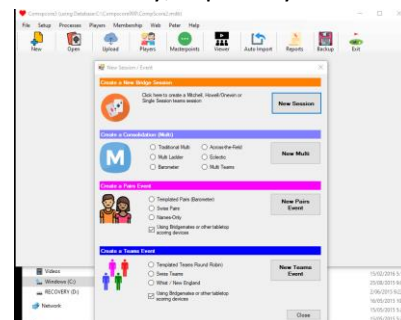 Compscore2 (using Database C:\Compscore2\MYDIR\CompScore2.mdb)
File Setup Processes Players Membership Web Peter Help
New Open Upload Players Masterpoints Viewer Auto Import Reports Backup Exit
New Session / Event
Create a New Bridge Session
Click here to create a Mitchell, Howell/Oneven or
Single Session teams session
New Session
Create a Consolidation (Multi)
Traditional Multi Across-the-Field
Multi Ladder Eclectic
Barometer Multi Teams
New Multi
Create a Pairs Event
Templated Pairs (Barometer)
Swiss Pairs
Names-Only
Using Bridgemates or other tabletop
scoring devices
New Pairs
Event
Create a Teams Event
Templated Teams (Round Robin)
Swiss Teams
What / New England
Using Bridgemates or other tabletop
scoring devices
New Teams
Event
Close
Videos
Windows (C:)
RECOVERY (D:)
Network